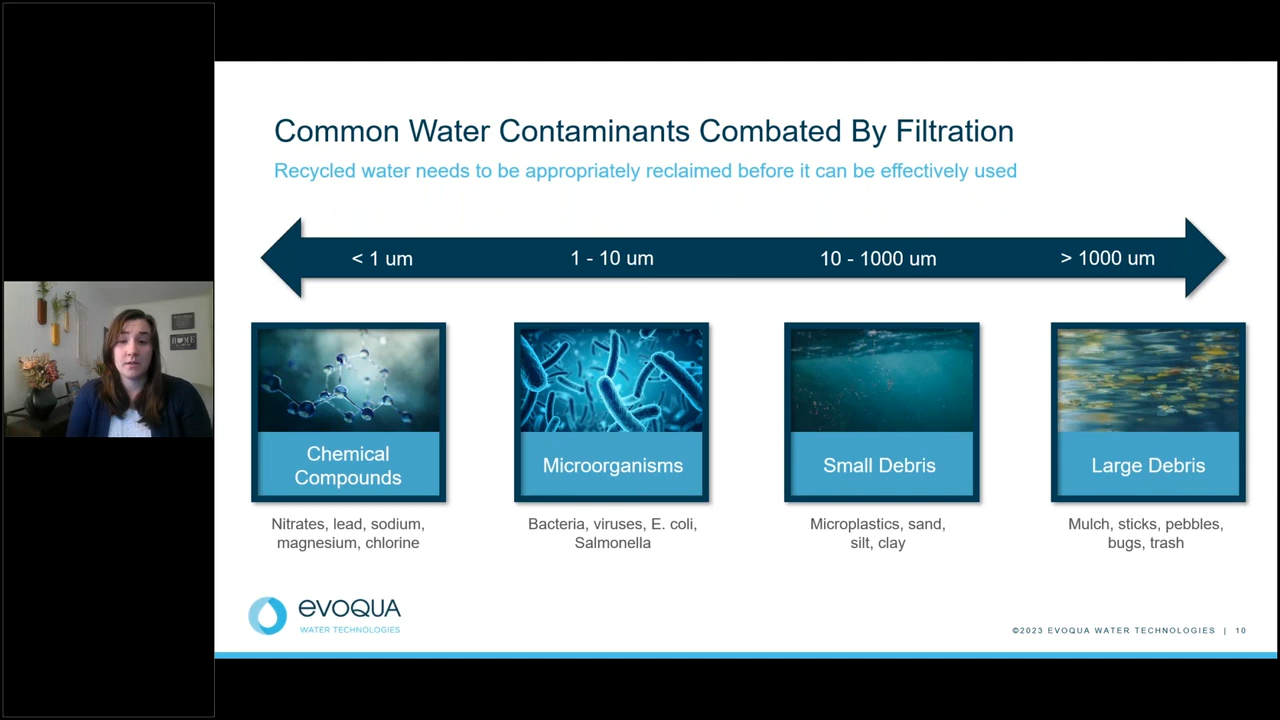 Common Water Contaminants Combated By Filtration
Recycled water needs to be appropriately reclaimed before it can be effectively used
< 1 um
1 - 10 um
10 - 1000 um
> 1000 um
Chemical
Compounds
Microorganisms
Small Debris
Large Debris
Nitrates, lead, sodium,
magnesium, chlorine
Bacteria, viruses, E. coli,
Salmonella
Microplastics, sand,
silt, clay
Mulch, sticks, pebbles,
bugs, trash
evoqua
WATER TECHNOLOGIES
©2023 EVOQUA WATER TECHNOLOGIES | 10
HOME